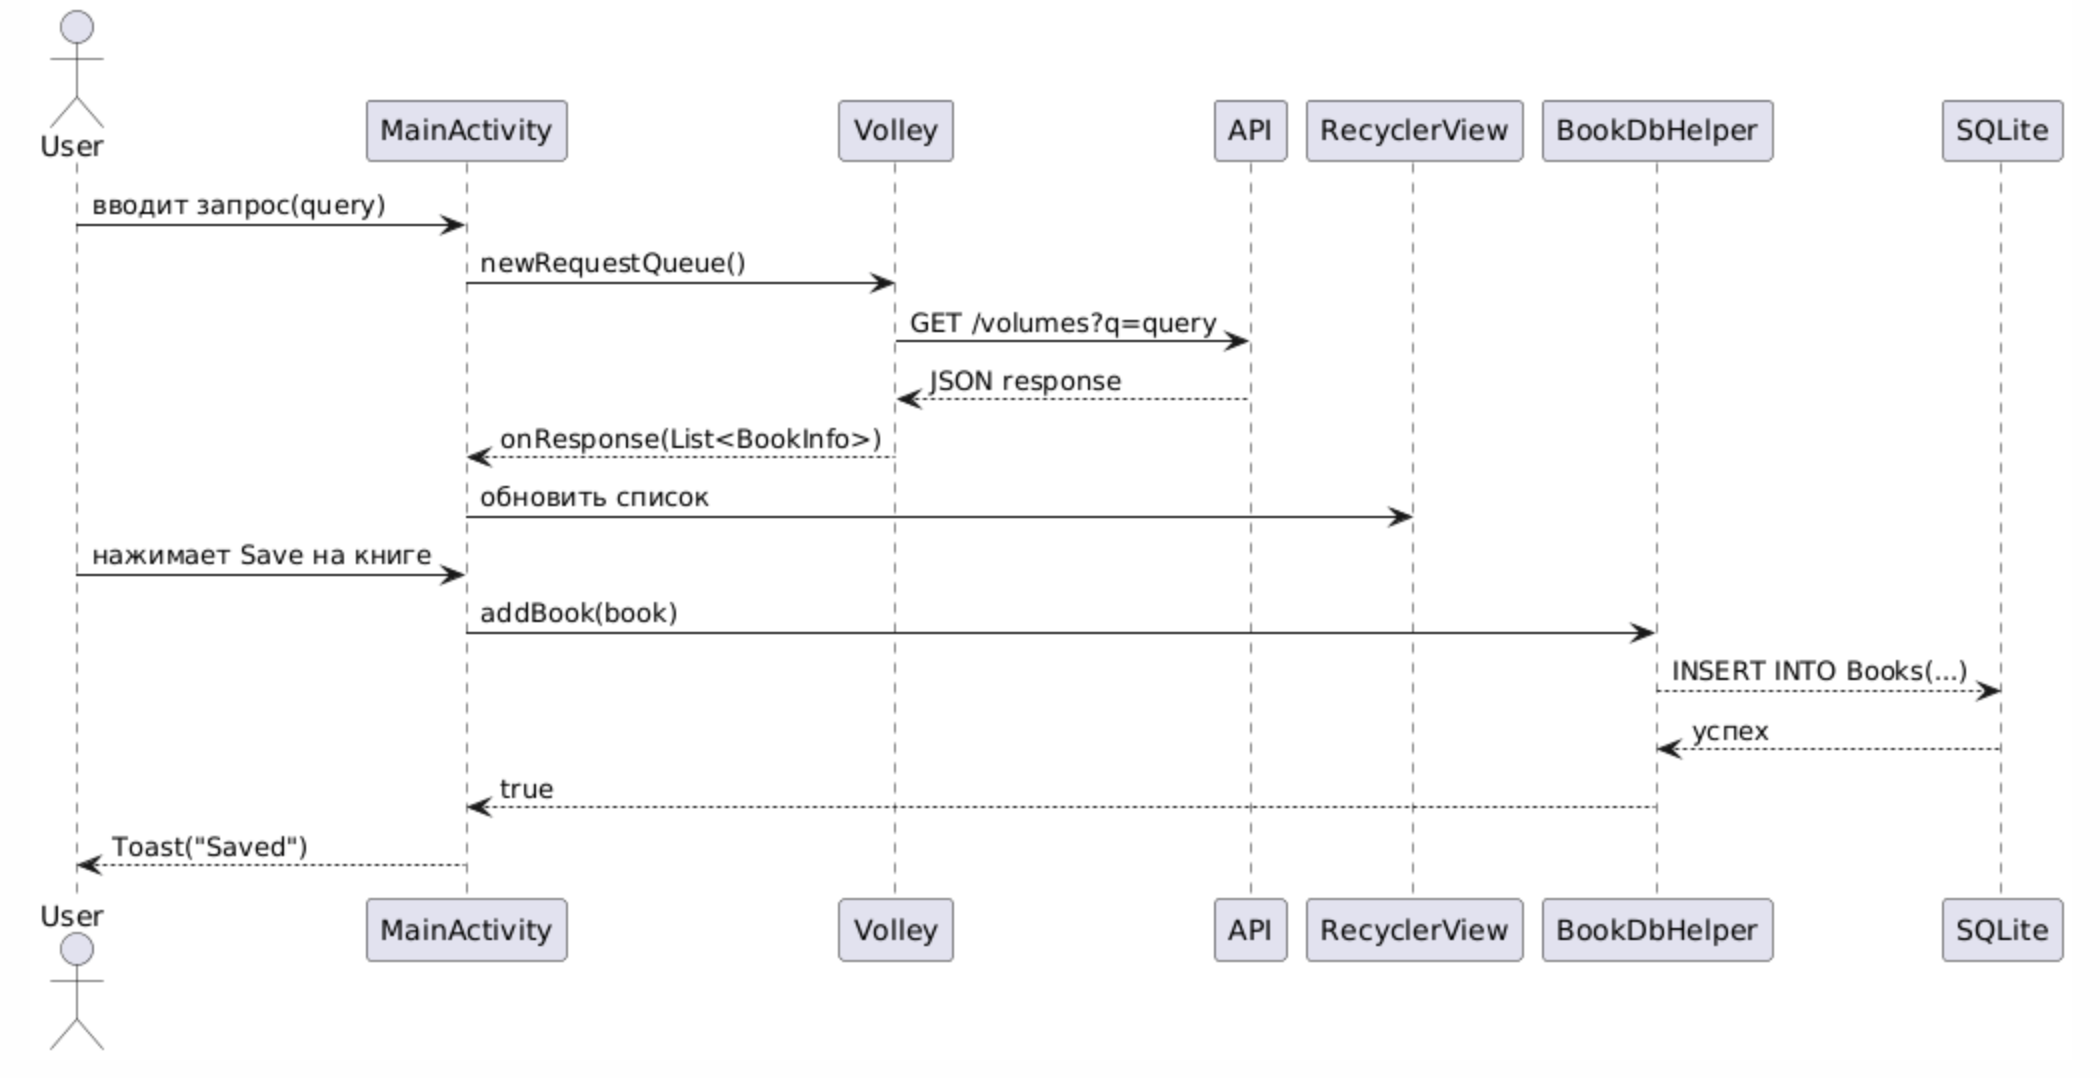 User
MainActivity
Volley
API
RecyclerView
BookDbHelper
SQLite
вводит запрос(query)
newRequestQueue()
GET /volumes?q=query
JSON response
onResponse(List<BookInfo>)
обновить список
нажимает Save на книге
addBook(book)
INSERT INTO Books(...)
успех
true
Toast("Saved")
User
MainActivity
Volley
API
RecyclerView
BookDbHelper
SQLite